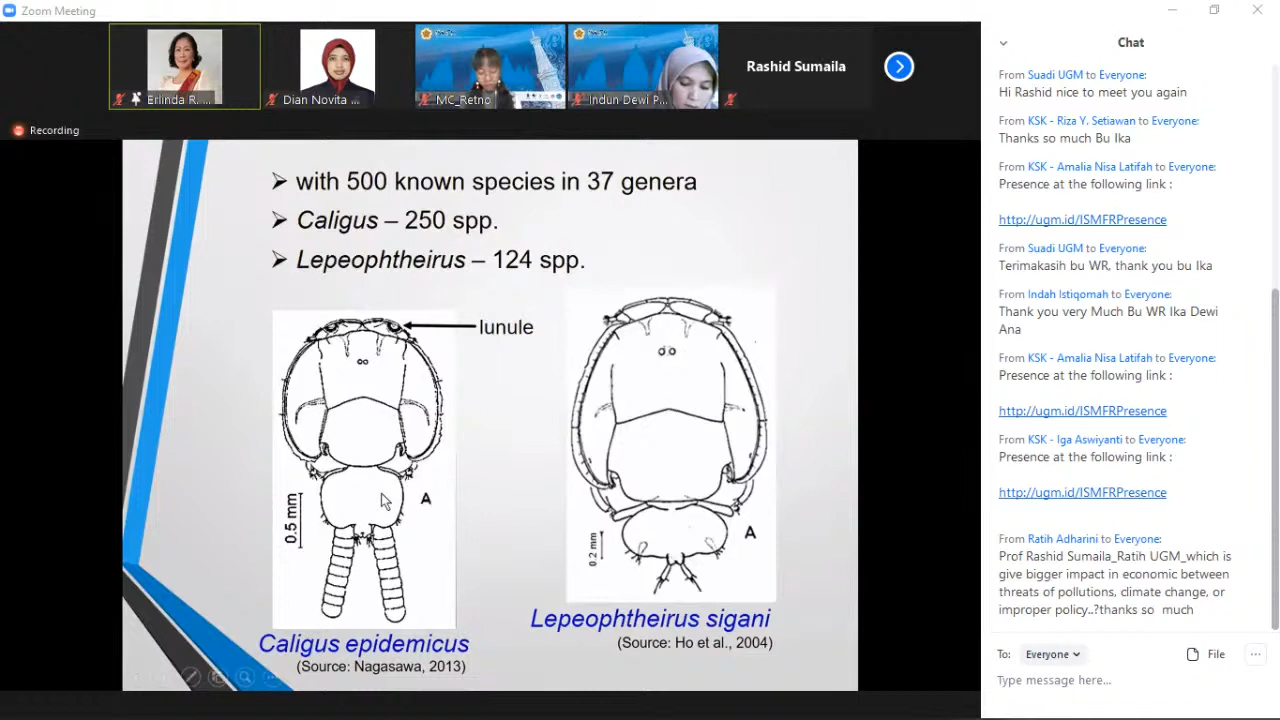 Zoom Meeting
Erlinda R. ...
Dian Novita ...
MC_Retno
Indun Dewi P...
Rashid Sumaila
Recording
➢ with 500 known species in 37 genera
➢ Caligus – 250 spp.
➢ Lepeophtheirus – 124 spp.
lunule
A
0.5 mm
A
0.2 mm
Caligus epidemicus
(Source: Nagasawa, 2013)
Lepeophtheirus sigani
(Source: Ho et al., 2004)
Chat
From Suadi UGM to Everyone:
Hi Rashid nice to meet you again
From KSK - Riza Y. Setiawan to Everyone:
Thanks so much Bu Ika
From KSK - Amalia Nisa Latifah to Everyone:
Presence at the following link :
http://ugm.id/ISMFRPresence
From Suadi UGM to Everyone:
Terimakasih bu WR, thank you bu Ika
From Indah Istiqomah to Everyone:
Thank you very Much Bu WR Ika Dewi
Ana
From KSK - Amalia Nisa Latifah to Everyone:
Presence at the following link :
http://ugm.id/ISMFRPresence
From KSK - Iga Aswiyanti to Everyone:
Presence at the following link :
http://ugm.id/ISMFRPresence
From Ratih Adharini to Everyone:
Prof Rashid Sumaila_Ratih UGM_which is
give bigger impact in economic between
threats of pollutions, climate change, or
improper policy..?thanks so much
To: Everyone
File
Type message here...